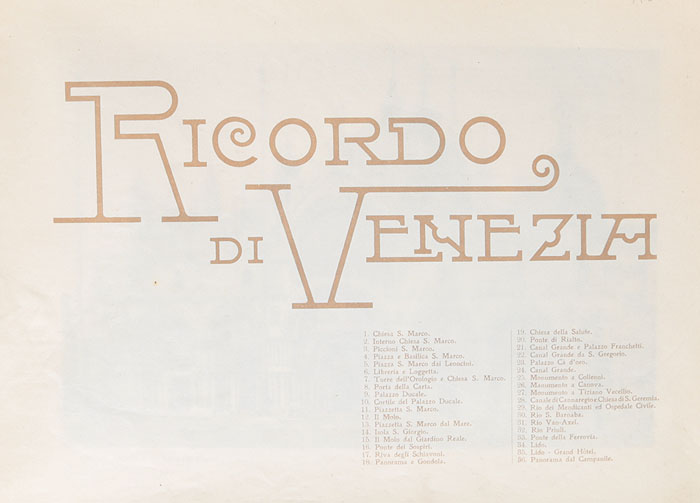 RICORDO
DI VENEZIA
1. Chiesa S. Marco.
2. Interno Chiesa S. Marco.
3. Piccioni S. Marco.
4. Piazza e Basilica S. Marco.
5. Piazza S. Marco dai Leoncini.
6. Libreria e Loggetta.
7. Torre dell'Orologio e Chiesa S. Marco.
8. Porta della Carta.
9. Palazzo Ducale.
10. Cortile del Palazzo Ducale.
11. Piazzetta S. Marco.
12. Il Molo.
13. Piazzetta S. Marco dal Mare.
14. Isola S. Giorgio.
15. Il Molo dal Giardino Reale.
16. Ponte dei Sospiri.
17. Riva degli Schiavoni.
18. Panorama e Gondola.
19. Chiesa della Salute.
20. Ponte di Rialto.
21. Canal Grande e Palazzo Franchetti.
22. Canal Grande da S. Gregorio.
23. Palazzo Cà d'oro.
24. Canal Grande.
25. Monumento a Colleoni.
26. Monumento a Canova.
27. Monumento a Tiziano Vecellio.
28. Canale di Cannaregio e Chiesa di S. Geremia.
29. Rio dei Mendicanti ed Ospedale Civile.
30. Rio S. Barnaba.
31. Rio Van-Axel.
32. Rio Priuli.
33. Ponte della Ferrovia.
34. Lido.
35. Lido - Grand Hôtel.
36. Panorama dal Campanile.